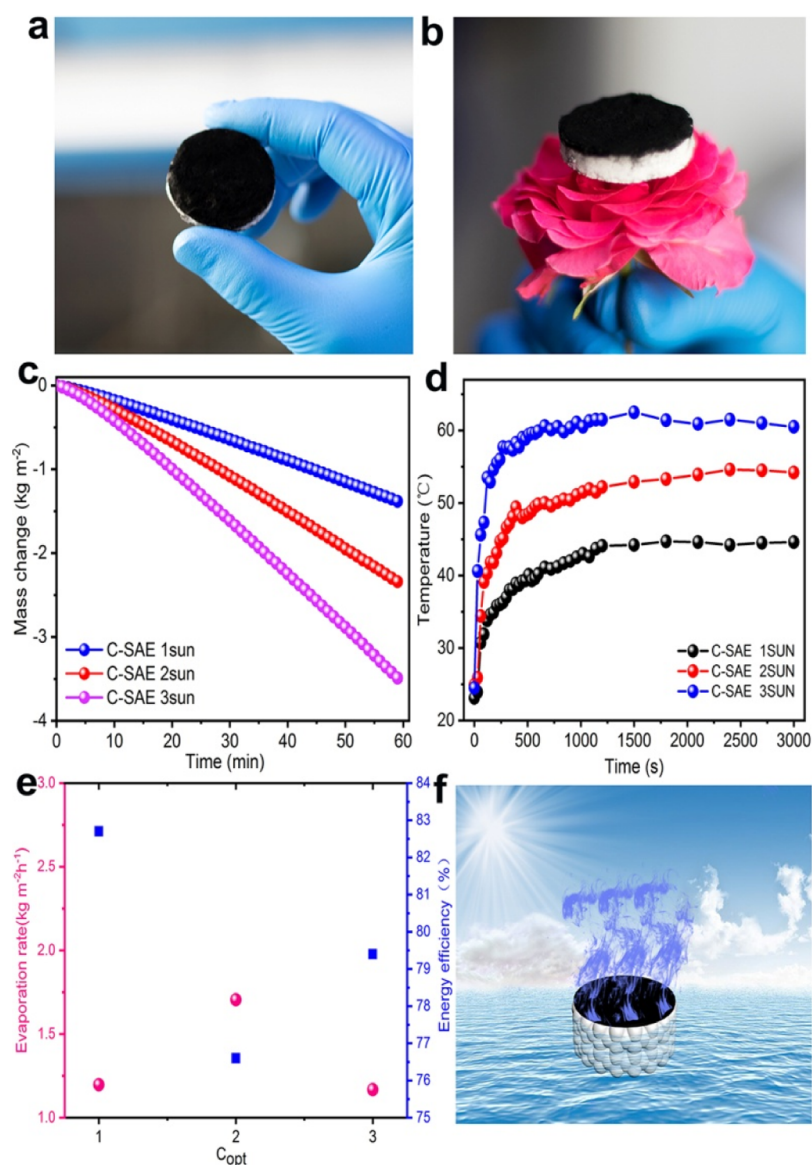 a
b
c
0
-1
-2
-3
-4
Mass change (kg m⁻²)
C-SAE 1sun
C-SAE 2sun
C-SAE 3sun
0 10 20 30 40 50 60
Time (min)
d
60
50
40
30
20
Temperature (℃)
C-SAE 1SUN
C-SAE 2SUN
C-SAE 3SUN
0 500 1000 1500 2000 2500 3000
Time (s)
e
3.0
2.5
2.0
1.5
1.0
Evaporation rate(kg m⁻²h⁻¹)
84
83
82
81
80
79
78
77
76
75
Energy efficiency（%）
1 2 3
Copt
f